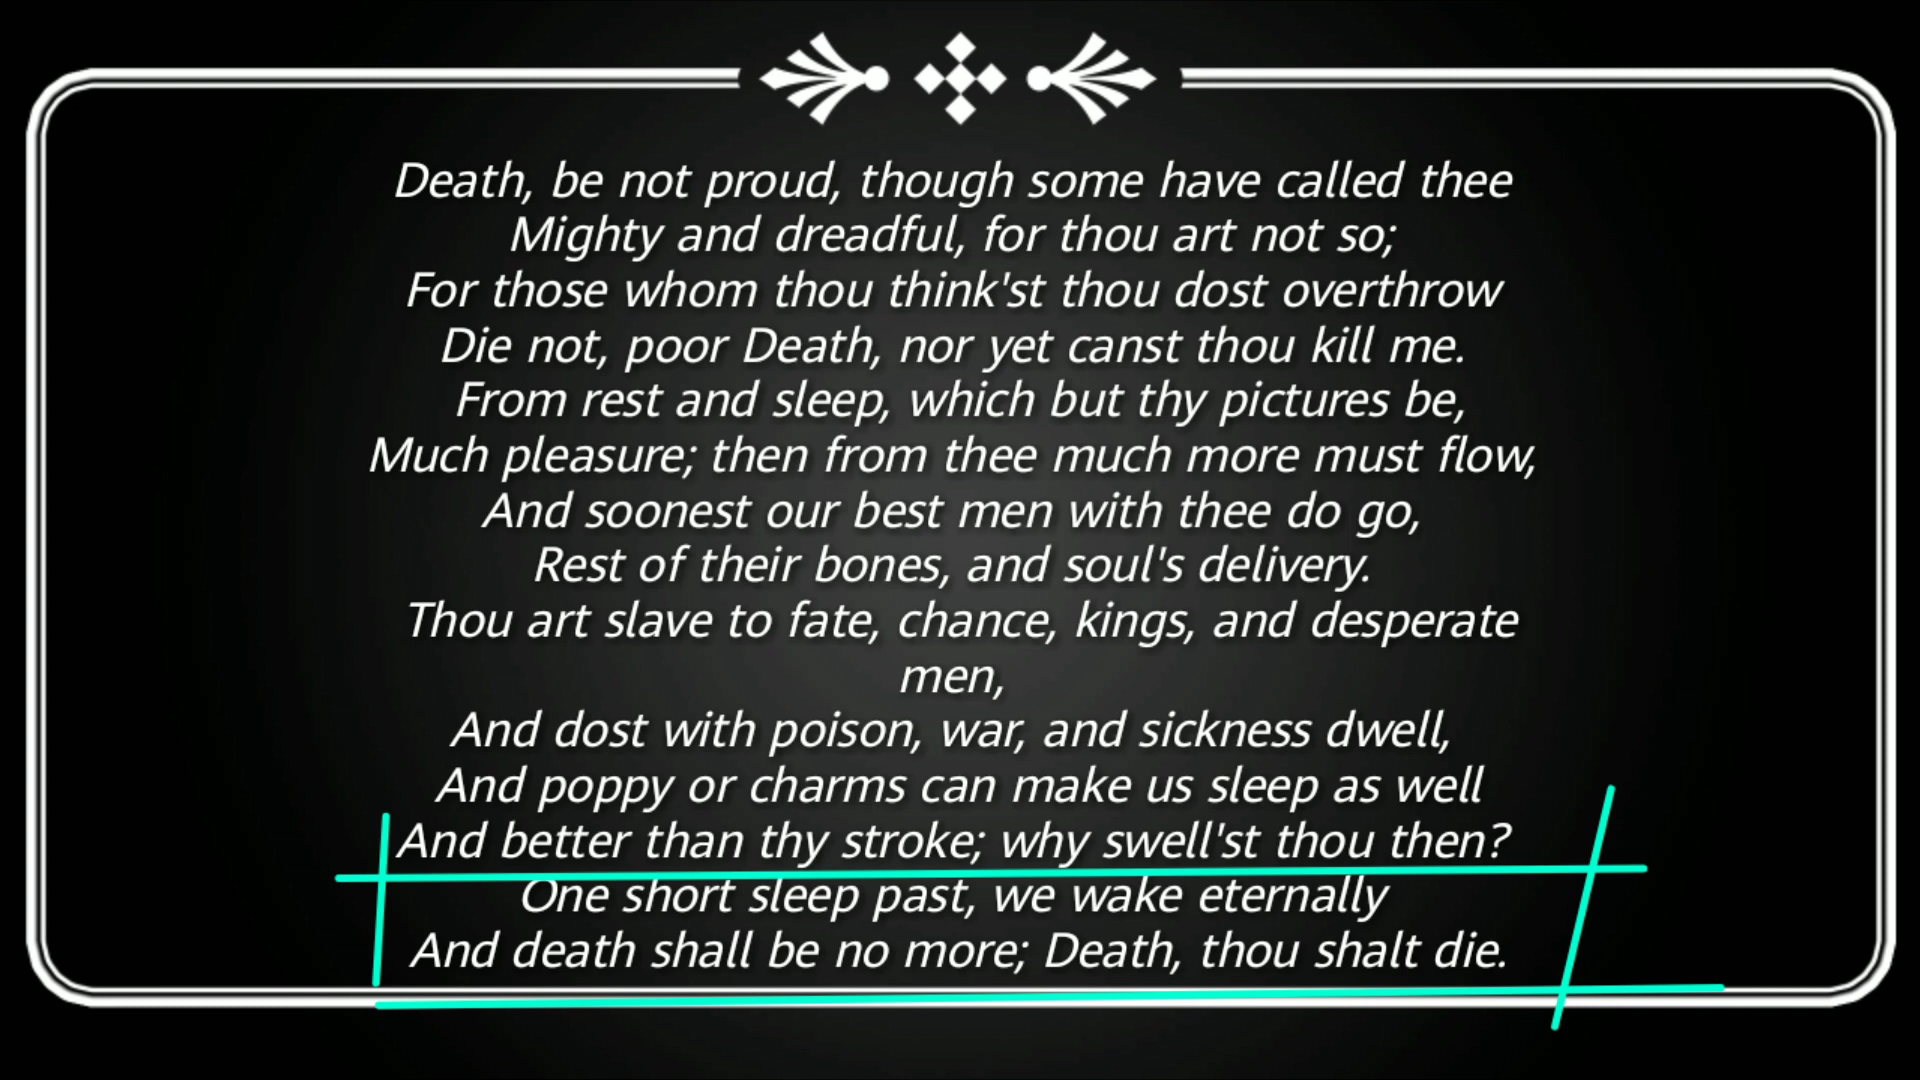 Death, be not proud, though some have called thee
Mighty and dreadful, for thou art not so;
For those whom thou think'st thou dost overthrow
Die not, poor Death, nor yet canst thou kill me.
From rest and sleep, which but thy pictures be,
Much pleasure; then from thee much more must flow,
And soonest our best men with thee do go,
Rest of their bones, and soul's delivery.
Thou art slave to fate, chance, kings, and desperate
men,
And dost with poison, war, and sickness dwell,
And poppy or charms can make us sleep as well
And better than thy stroke; why swell'st thou then?
One short sleep past, we wake eternally
And death shall be no more; Death, thou shalt die.